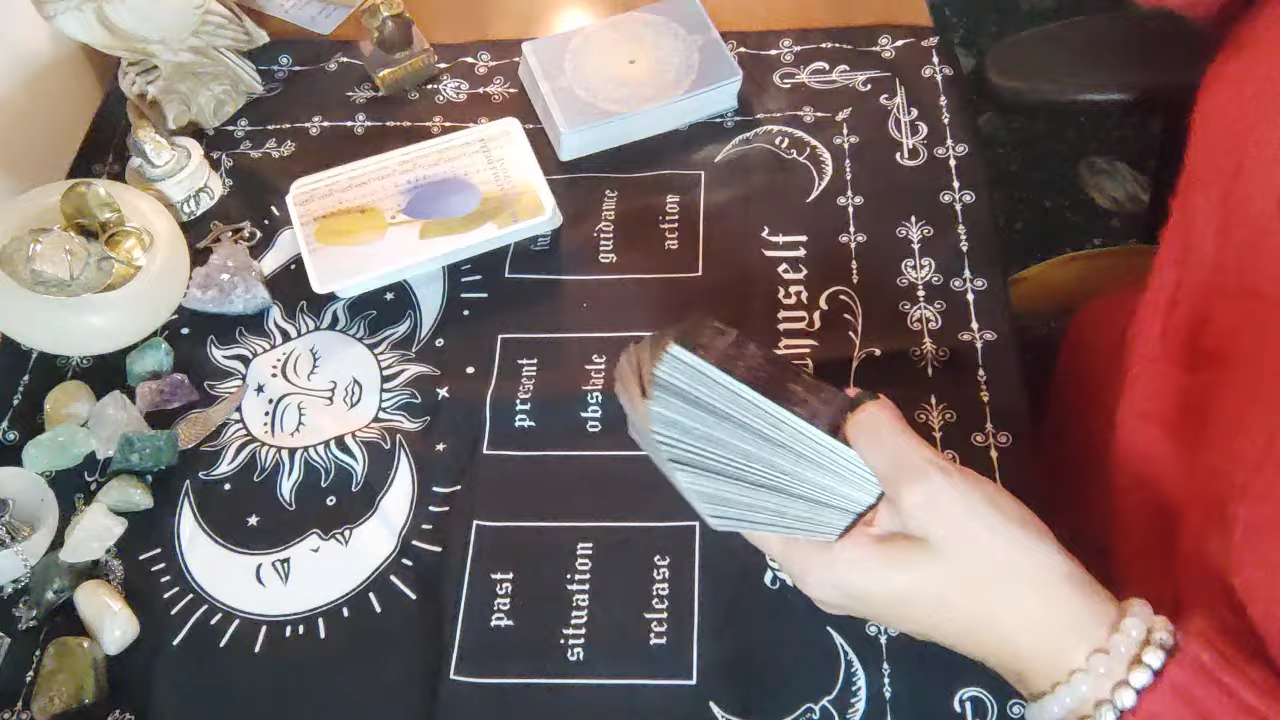 guidance
action
present
obstacle
past
situation
release
thyself